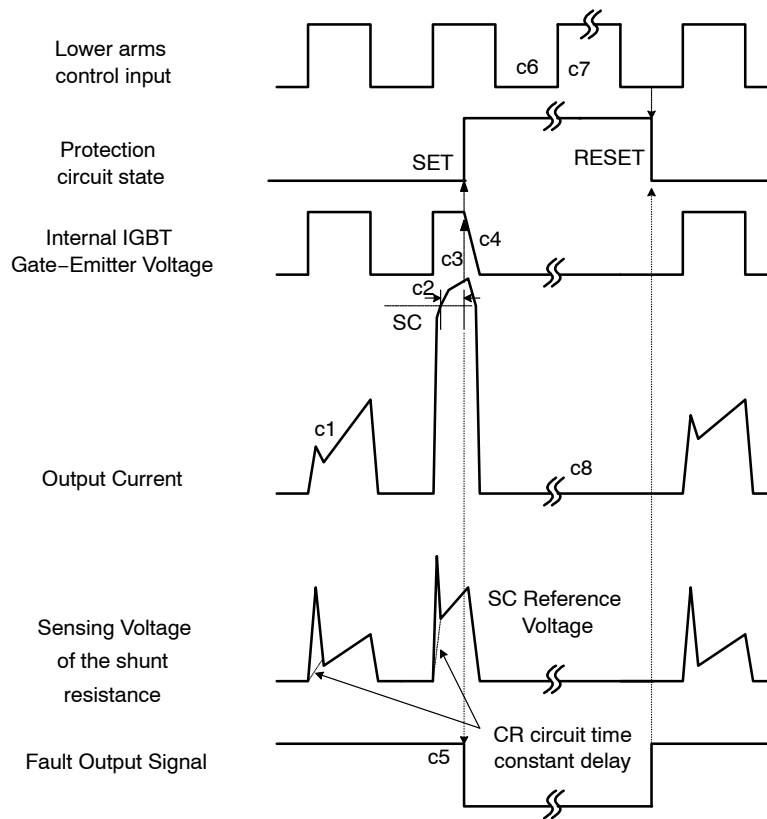 Lower arms
control input
c6
c7
Protection
circuit state
SET
RESET
Internal IGBT
Gate−Emitter Voltage
c4
c3
c2
SC
c1
Output Current
c8
SC Reference
Voltage
Sensing Voltage
of the shunt
resistance
CR circuit time
constant delay
Fault Output Signal
c5